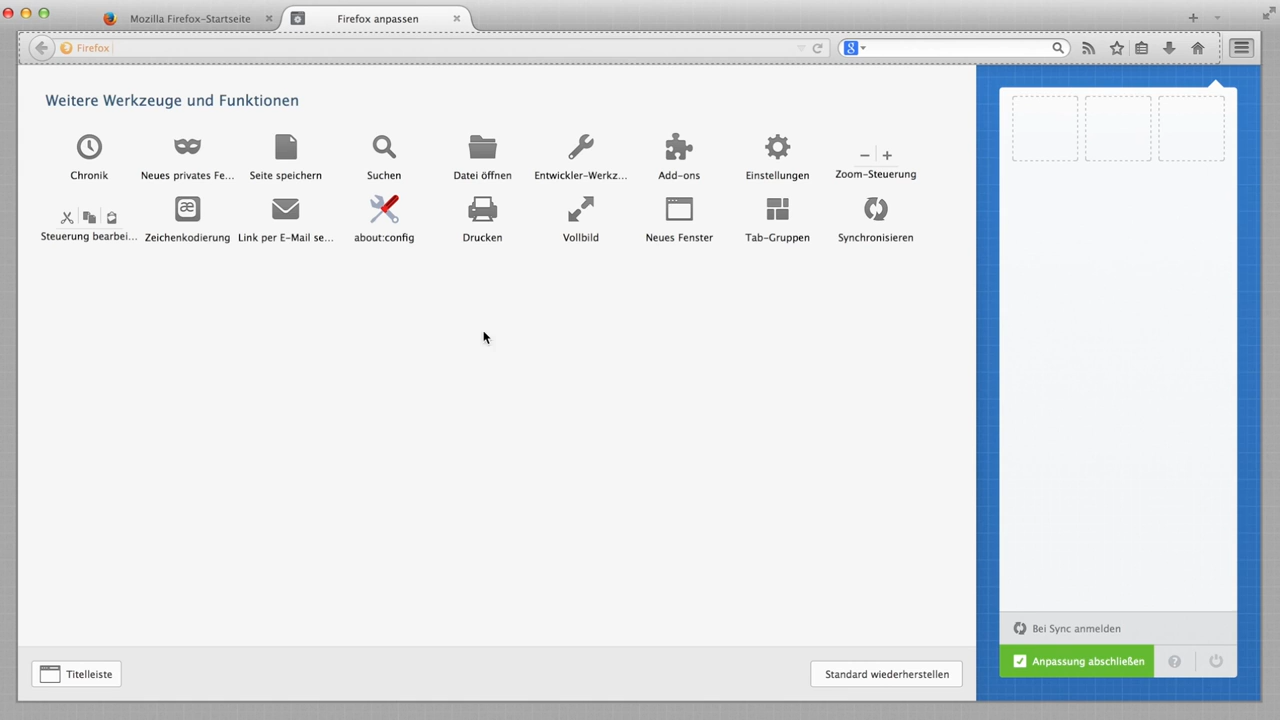 Mozilla Firefox-Startseite
Firefox anpassen
Firefox
8
Weitere Werkzeuge und Funktionen
Chronik
Neues privates Fe...
Seite speichern
Suchen
Datei öffnen
Entwickler-Werkz...
Add-ons
Einstellungen
Zoom-Steuerung
Steuerung bearbei...
æ
Zeichenkodierung
Link per E-Mail se...
about:config
Drucken
Vollbild
Neues Fenster
Tab-Gruppen
Synchronisieren
Bei Sync anmelden
Anpassung abschließen
?
Titelleiste
Standard wiederherstellen